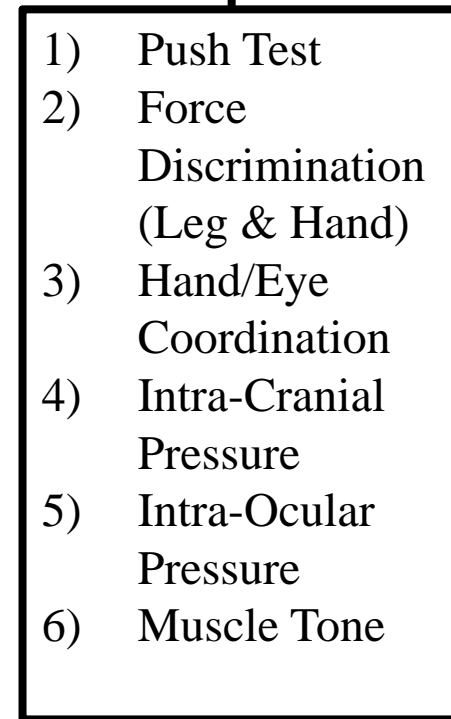 1) Push Test
2) Force
Discrimination
(Leg & Hand)
3) Hand/Eye
Coordination
4) Intra-Cranial
Pressure
5) Intra-Ocular
Pressure
6) Muscle Tone